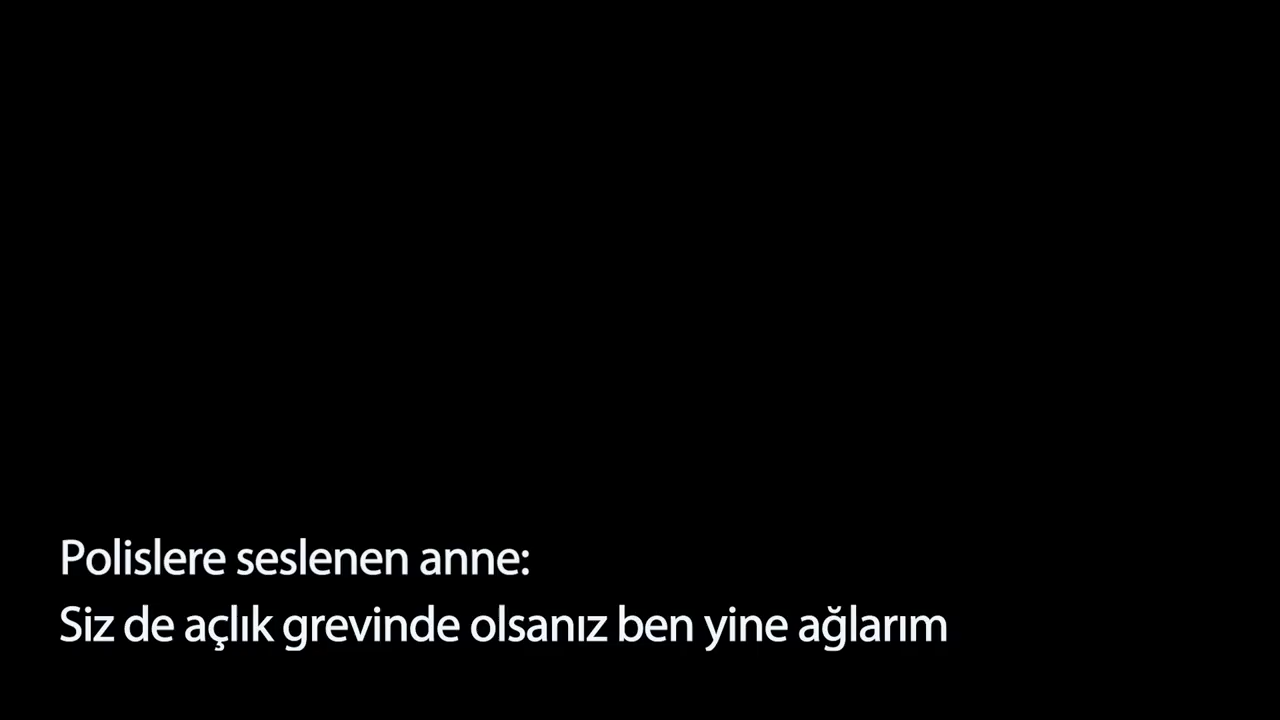 Polislere seslenen anne:
Siz de açlık grevinde olsanız ben yine ağlarım